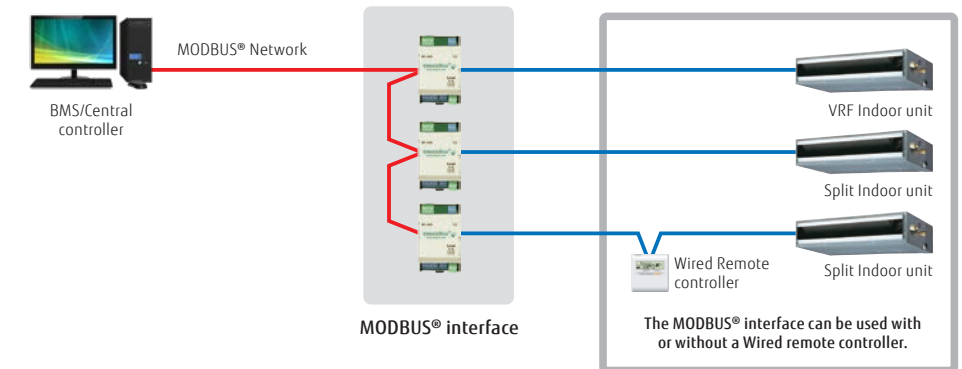 MODBUS® Network
BMS/Central
controller
VRF Indoor unit
Split Indoor unit
Wired Remote
controller
Split Indoor unit
MODBUS® interface
The MODBUS® interface can be used with
or without a Wired remote controller.